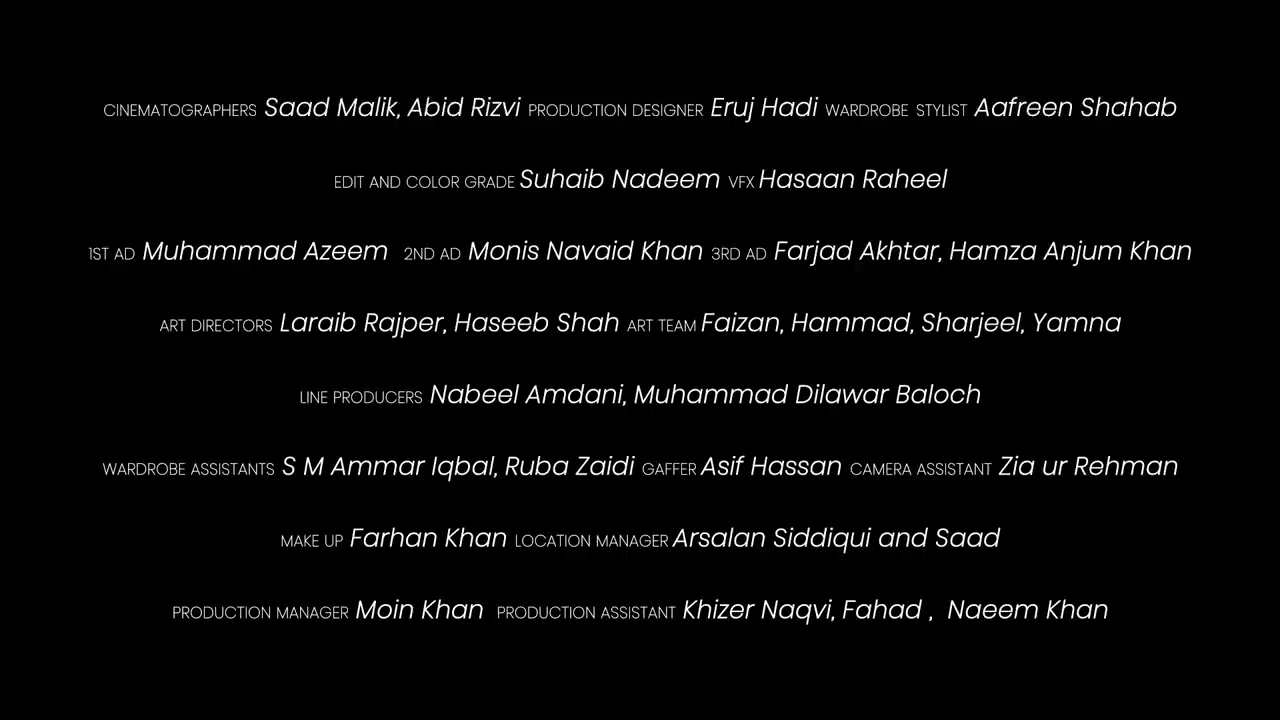 CINEMATOGRAPHERS Saad Malik, Abid Rizvi PRODUCTION DESIGNER Eruj Hadi WARDROBE STYLIST Aafreen Shahab
EDIT AND COLOR GRADE Suhaib Nadeem VFX Hasaan Raheel
1ST AD Muhammad Azeem 2ND AD Monis Navaid Khan 3RD AD Farjad Akhtar, Hamza Anjum Khan
ART DIRECTORS Laraib Rajper, Haseeb Shah ART TEAM Faizan, Hammad, Sharjeel, Yamna
LINE PRODUCERS Nabeel Amdani, Muhammad Dilawar Baloch
WARDROBE ASSISTANTS S M Ammar Iqbal, Ruba Zaidi GAFFER Asif Hassan CAMERA ASSISTANT Zia ur Rehman
MAKE UP Farhan Khan LOCATION MANAGER Arsalan Siddiqui and Saad
PRODUCTION MANAGER Moin Khan PRODUCTION ASSISTANT Khizer Naqvi, Fahad , Naeem Khan